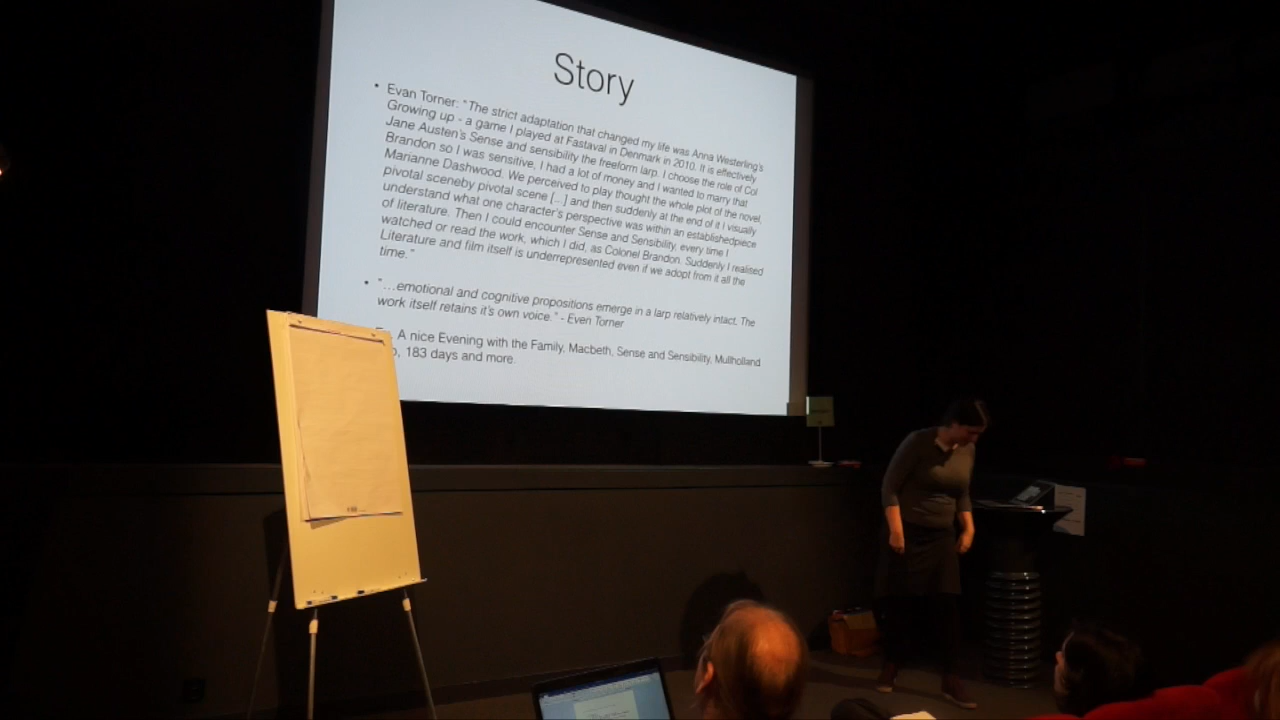 Story
• Evan Torner: "The strict adaptation that changed my life was Anna Westerling's
Growing up - a game I played at Fastaval in Denmark in 2010. It is effectively
Jane Austen's Sense and sensibility the freeform larp. I choose the role of Col
Brandon so I was sensitive, I had a lot of money and I wanted to marry that
Marianne Dashwood. We perceived to play thought the whole plot of the novel,
pivotal sceneby pivotal scene [...] and then suddenly at the end of it I visually
understand what one character's perspective was within an establishedpiece
of literature. Then I could encounter Sense and Sensibility, every time I
watched or read the work, which I did, as Colonel Brandon. Suddenly I realised
Literature and film itself is underrepresented even if we adopt from it all the
time."
• "...emotional and cognitive propositions emerge in a larp relatively intact. The
work itself retains it's own voice." - Even Torner
A nice Evening with the Family, Macbeth, Sense and Sensibility, Mullholland
183 days and more.